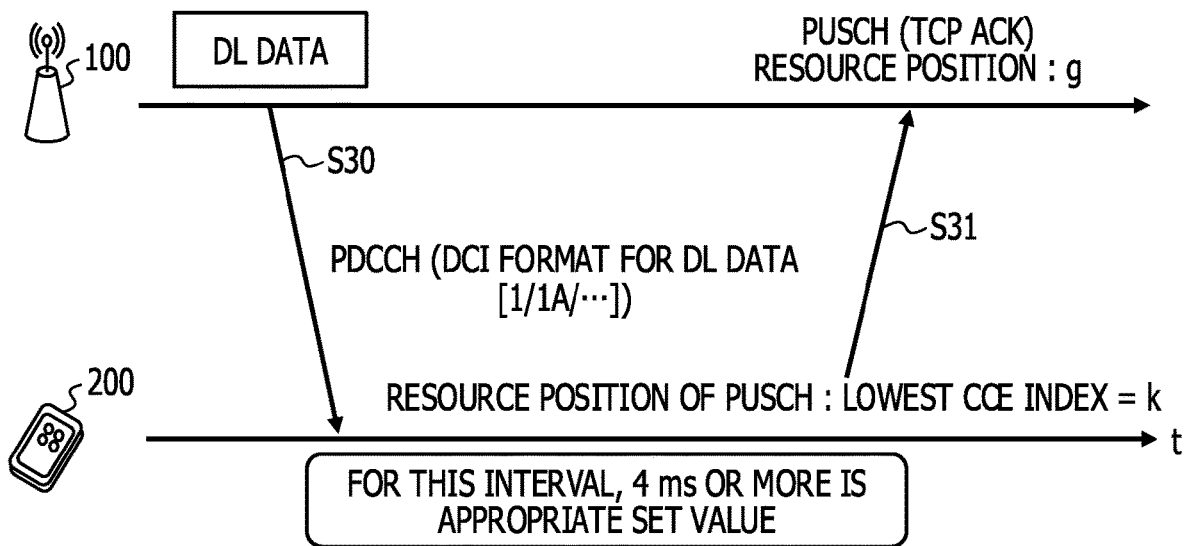 DL DATA
PUSCH (TCP ACK)
RESOURCE POSITION : g
100
S30
S31
PDCCH (DCI FORMAT FOR DL DATA
[1/1A/···])
200
RESOURCE POSITION OF PUSCH : LOWEST CCE INDEX = k
t
FOR THIS INTERVAL, 4 ms OR MORE IS
APPROPRIATE SET VALUE